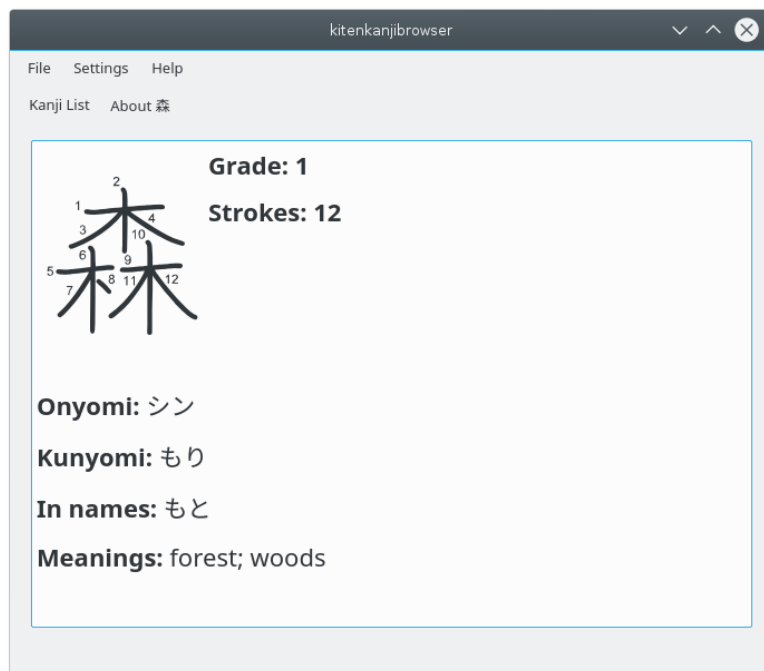 kitenkanjibrowser
File Settings Help
Kanji List About 森
Grade: 1
Strokes: 12
森
1 2 3 4 5 6 7 8 9 10 11 12
Onyomi: シン
Kunyomi: もり
In names: もと
Meanings: forest; woods